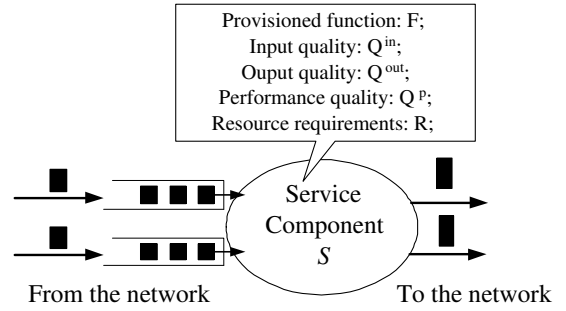 Provisioned function: F;
Input quality: Q^in;
Ouput quality: Q^out;
Performance quality: Q^p;
Resource requirements: R;
Service
Component
S
From the network
To the network